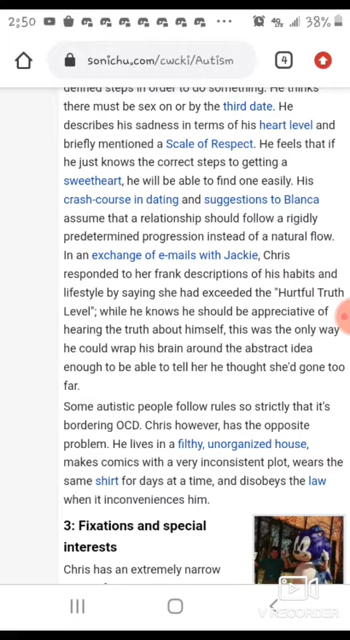 2:50 ... 38%
sonichu.com/cwcki/Autism 4
defined steps in order to do something. He thinks
there must be sex on or by the third date. He
describes his sadness in terms of his heart level and
briefly mentioned a Scale of Respect. He feels that if
he just knows the correct steps to getting a
sweetheart, he will be able to find one easily. His
crash-course in dating and suggestions to Blanca
assume that a relationship should follow a rigidly
predetermined progression instead of a natural flow.
In an exchange of e-mails with Jackie, Chris
responded to her frank descriptions of his habits and
lifestyle by saying she had exceeded the "Hurtful Truth
Level"; while he knows he should be appreciative of
hearing the truth about himself, this was the only way
he could wrap his brain around the abstract idea
enough to be able to tell her he thought she'd gone too
far.
Some autistic people follow rules so strictly that it's
bordering OCD. Chris however, has the opposite
problem. He lives in a filthy, unorganized house,
makes comics with a very inconsistent plot, wears the
same shirt for days at a time, and disobeys the law
when it inconveniences him.
3: Fixations and special
interests
Chris has an extremely narrow
V RECORDER